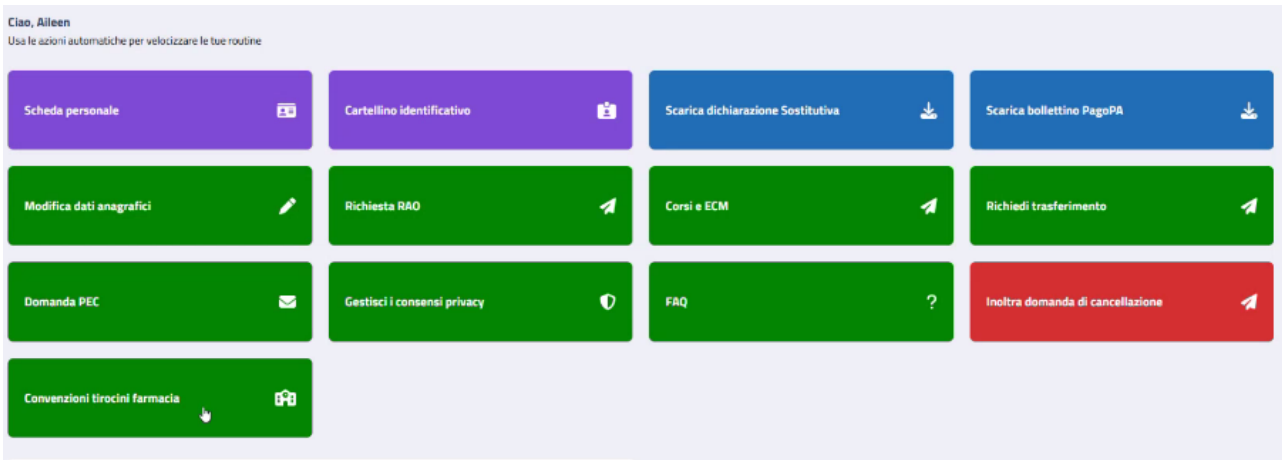 Ciao, Aileen
Usa le azioni automatiche per velocizzare le tue routine
Scheda personale
Cartellino identificativo
Scarica dichiarazione Sostitutiva
Scarica bollettino PagoPA
Modifica dati anagrafici
Richiesta RAO
Corsi e ECM
Richiedi trasferimento
Domanda PEC
Gestisci i consensi privacy
FAQ
?
Inoltra domanda di cancellazione
Convenzioni tirocini farmacia